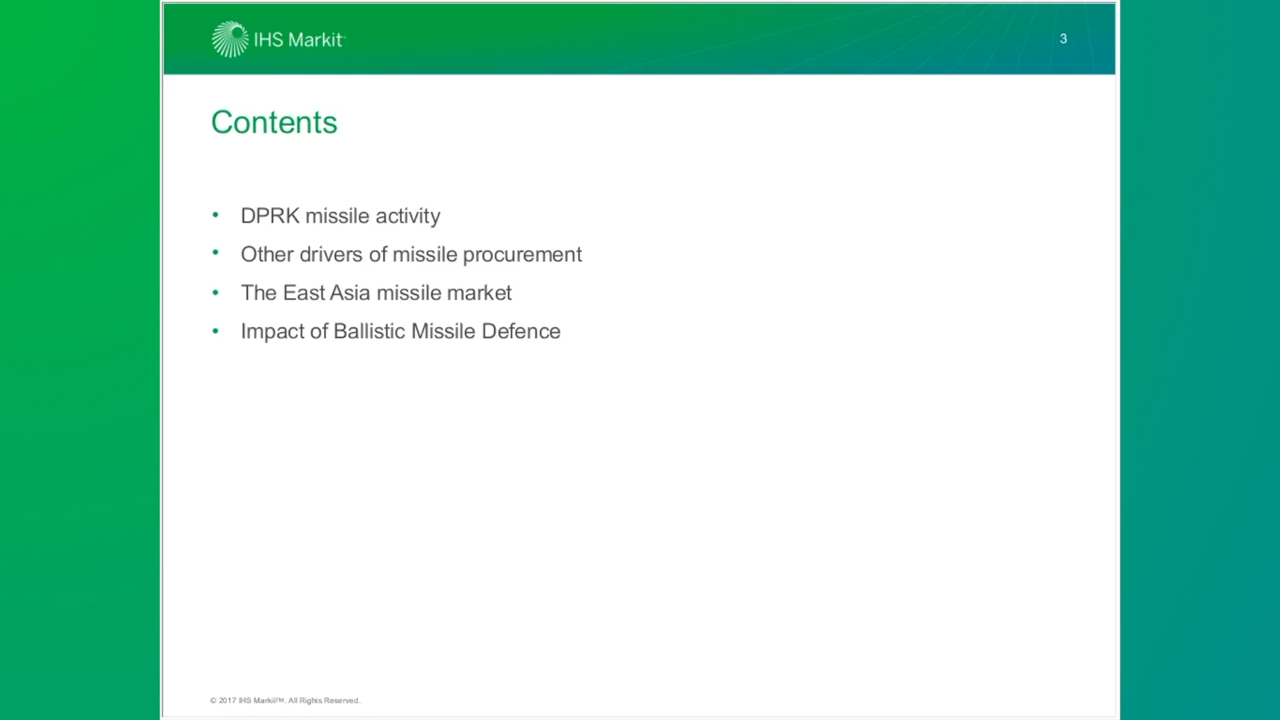 IHS Markit™
3
Contents
• DPRK missile activity
• Other drivers of missile procurement
• The East Asia missile market
• Impact of Ballistic Missile Defence
© 2017 IHS Markit™. All Rights Reserved.